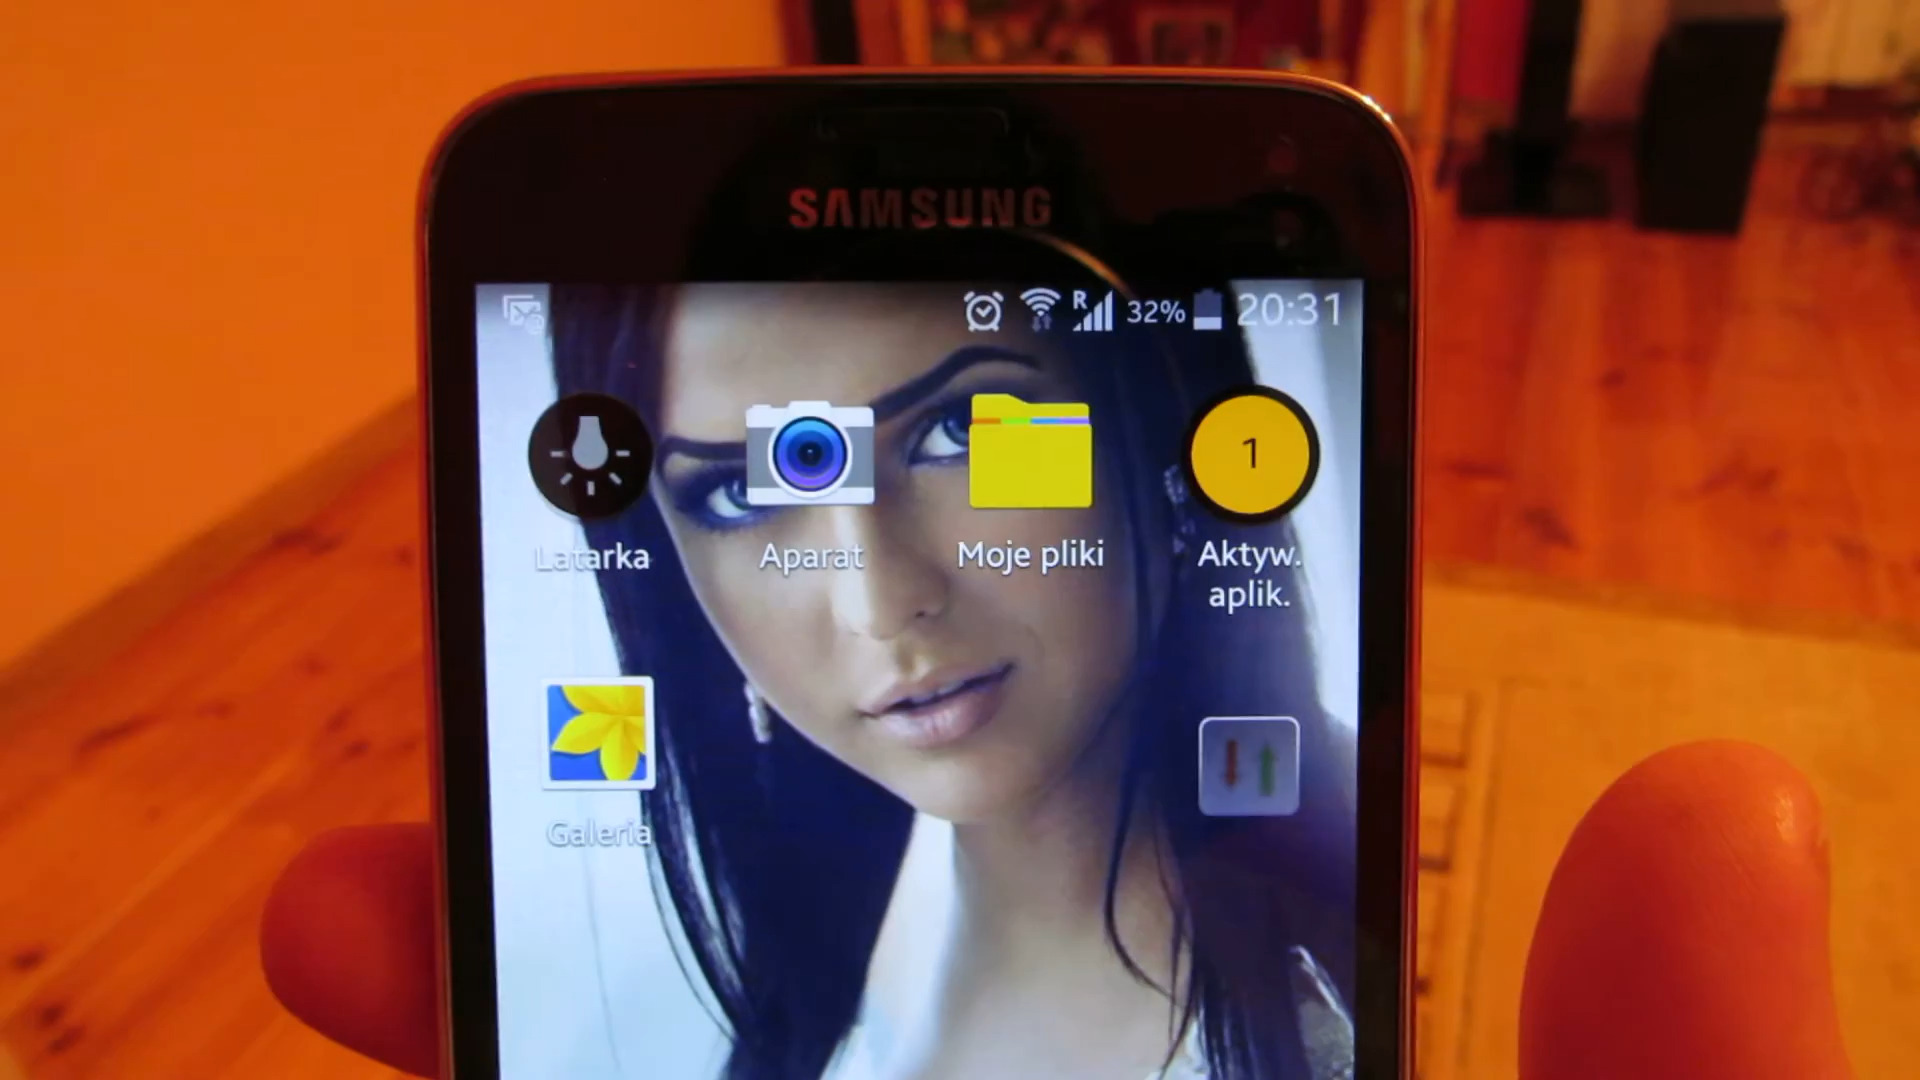 SAMSUNG
R 32% 20:31
1
Latarka Aparat Moje pliki Aktyw.
aplik.
Galeria